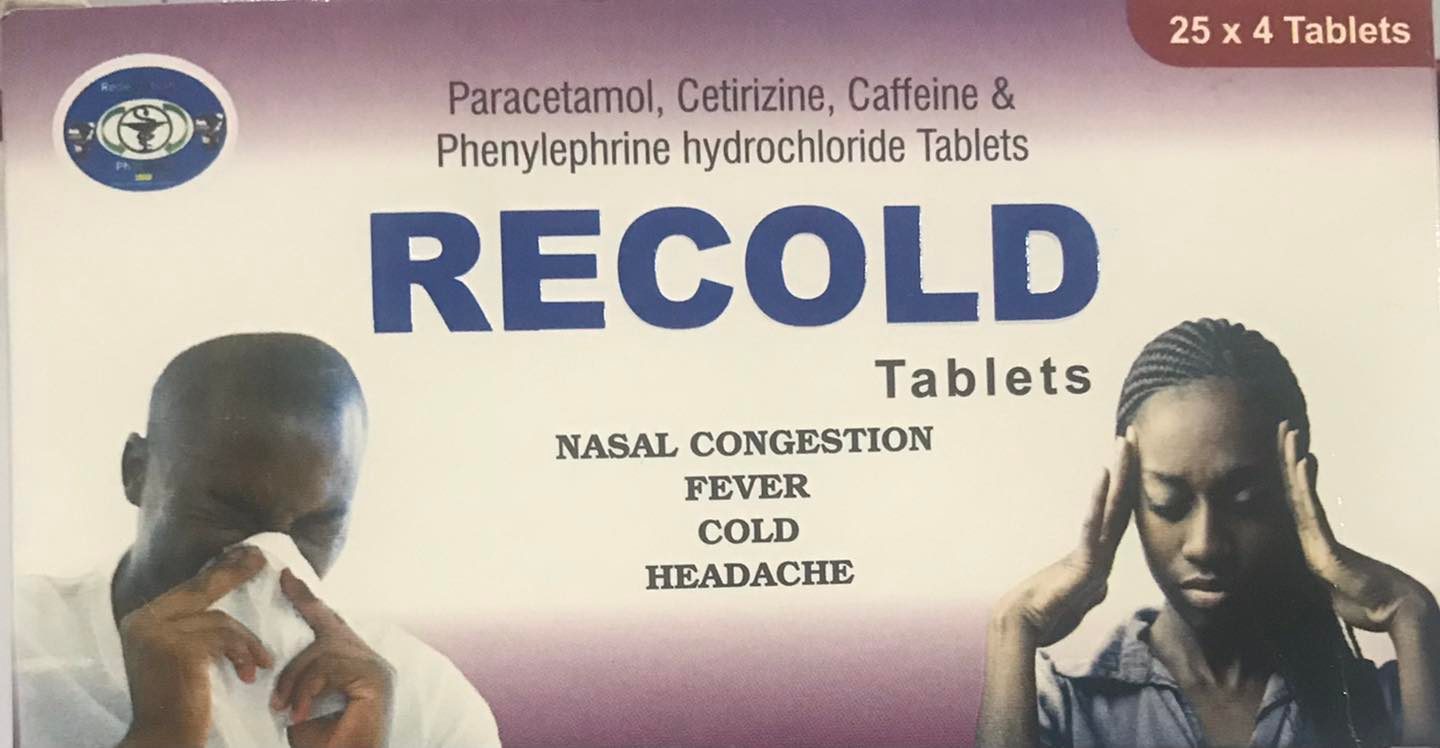 25 x 4 Tablets
Paracetamol, Cetirizine, Caffeine &
Phenylephrine hydrochloride Tablets
RECOLD
Tablets
NASAL CONGESTION
FEVER
COLD
HEADACHE